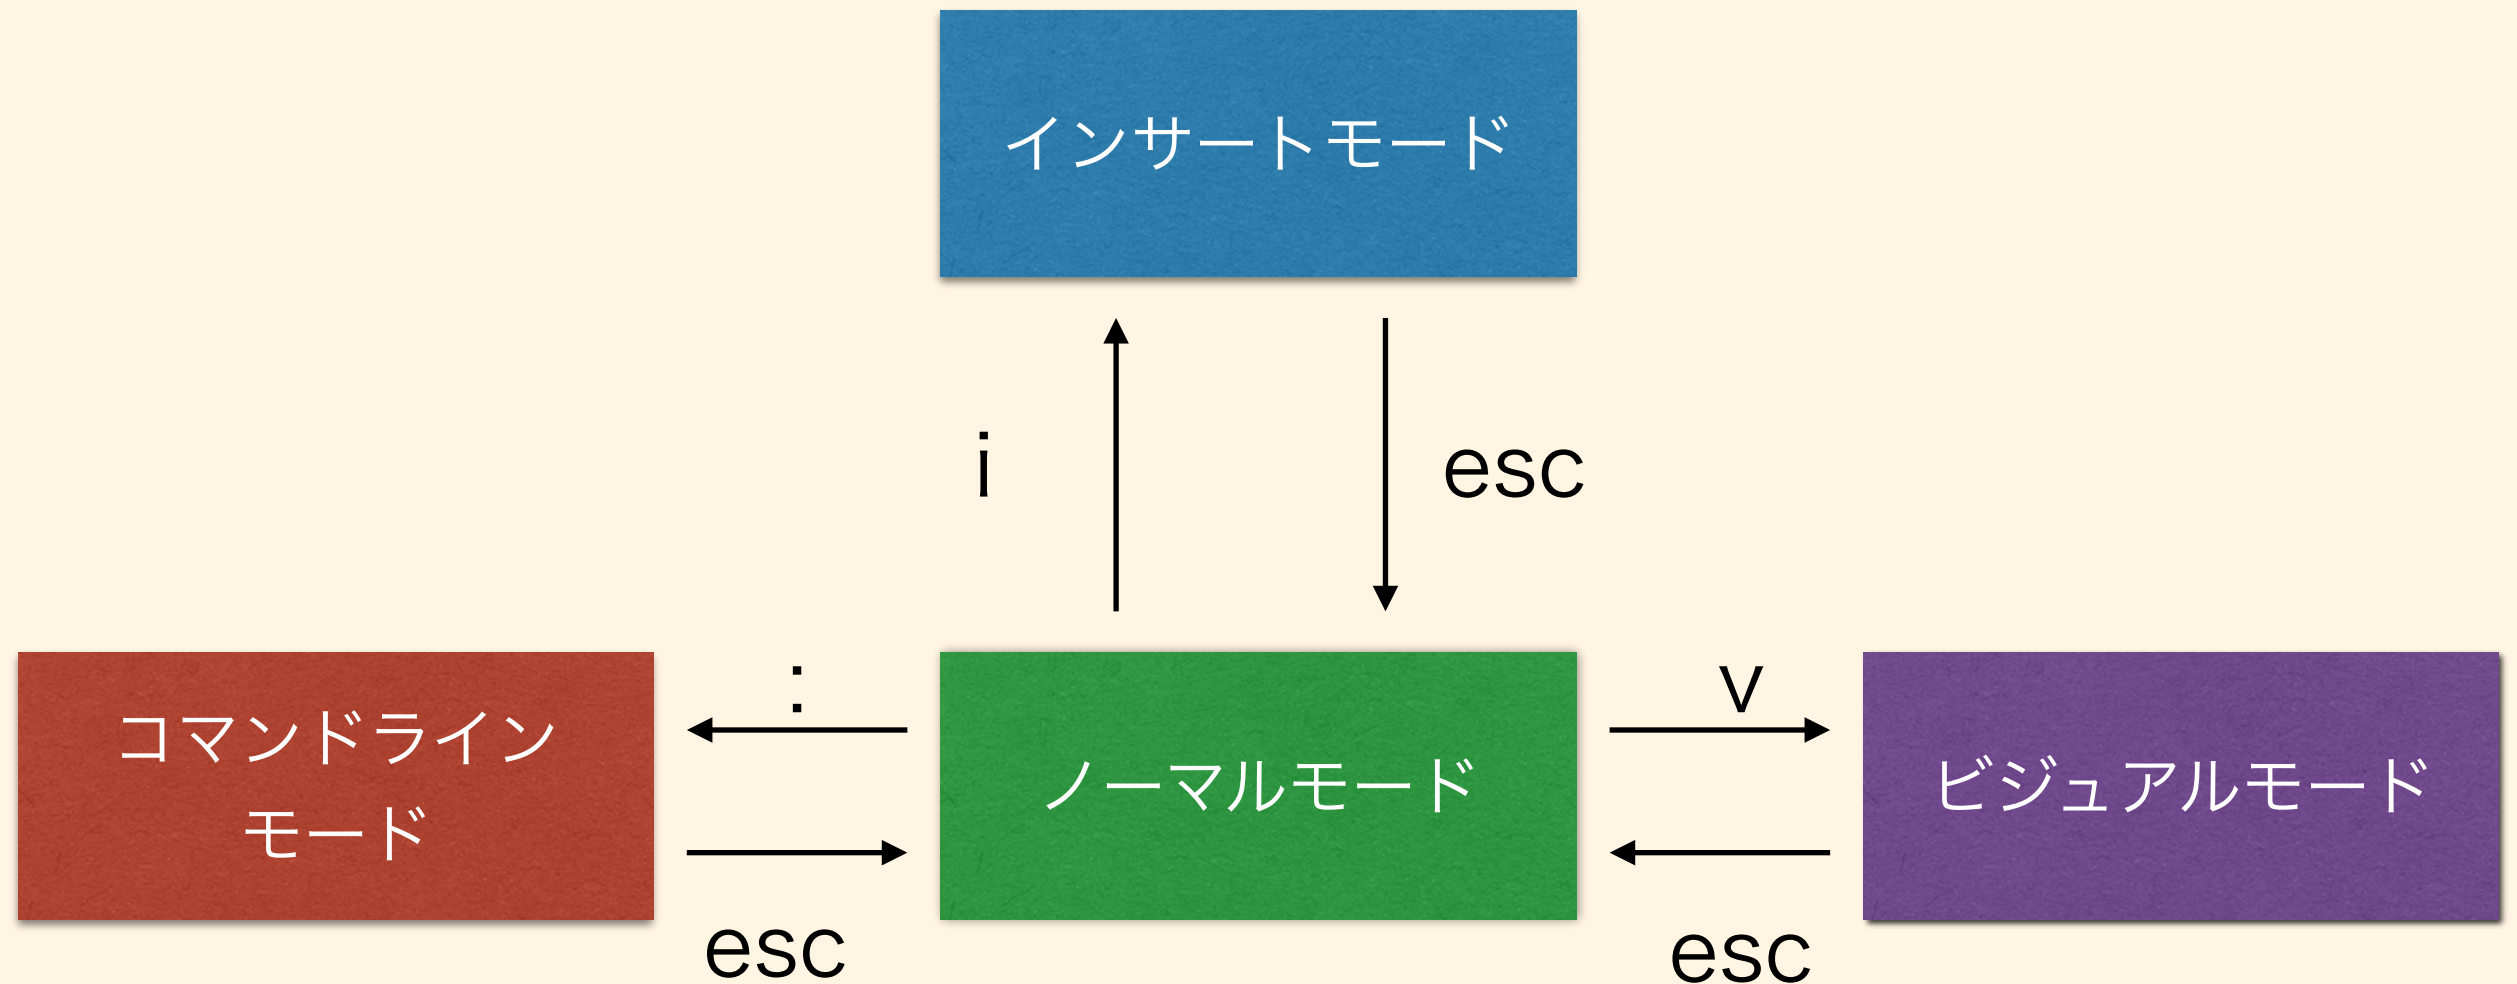 インサートモード
i
esc
:
v
コマンドライン
モード
ノーマルモード
ビジュアルモード
esc
esc